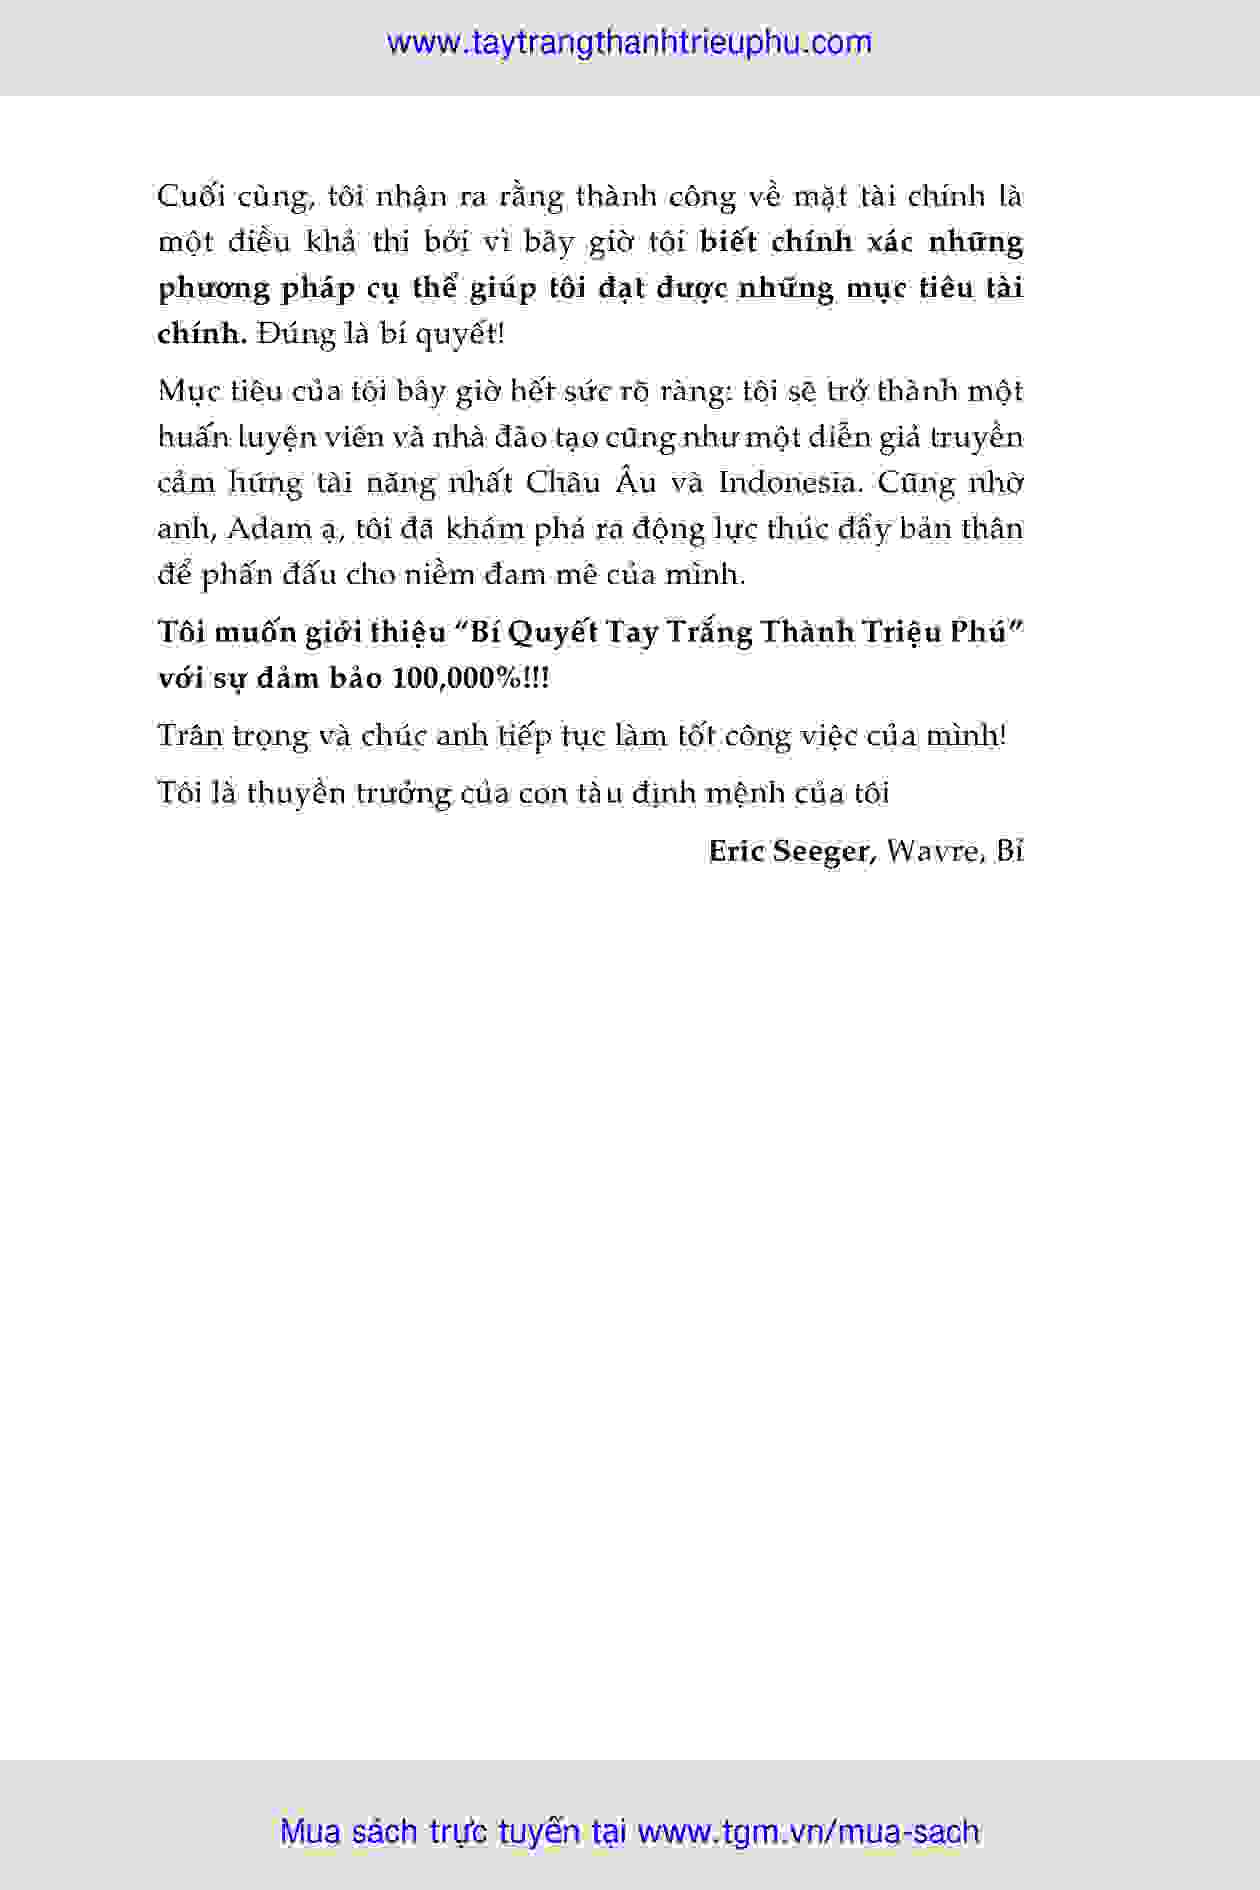 www.taytrangthanhtrieuphu.com
Cuối cùng, tôi nhận ra rằng thành công về mặt tài chính là
một điều khả thi bởi vì bây giờ tôi biết chính xác những
phương pháp cụ thể giúp tôi đạt được những mục tiêu tài
chính. Đúng là bí quyết!
Mục tiêu của tôi bây giờ hết sức rõ ràng: tôi sẽ trở thành một
huấn luyện viên và nhà đào tạo cũng như một diễn giả truyền
cảm hứng tài năng nhất Châu Âu và Indonesia. Cũng nhờ
anh, Adam ạ, tôi đã khám phá ra động lực thúc đẩy bản thân
để phấn đấu cho niềm đam mê của mình.
Tôi muốn giới thiệu “Bí Quyết Tay Trắng Thành Triệu Phú”
với sự đảm bảo 100,000%!!!
Trân trọng và chúc anh tiếp tục làm tốt công việc của mình!
Tôi là thuyền trưởng của con tàu định mệnh của tôi
Eric Seeger, Wavre, Bỉ
Mua sách trực tuyến tại www.tgm.vn/mua-sach